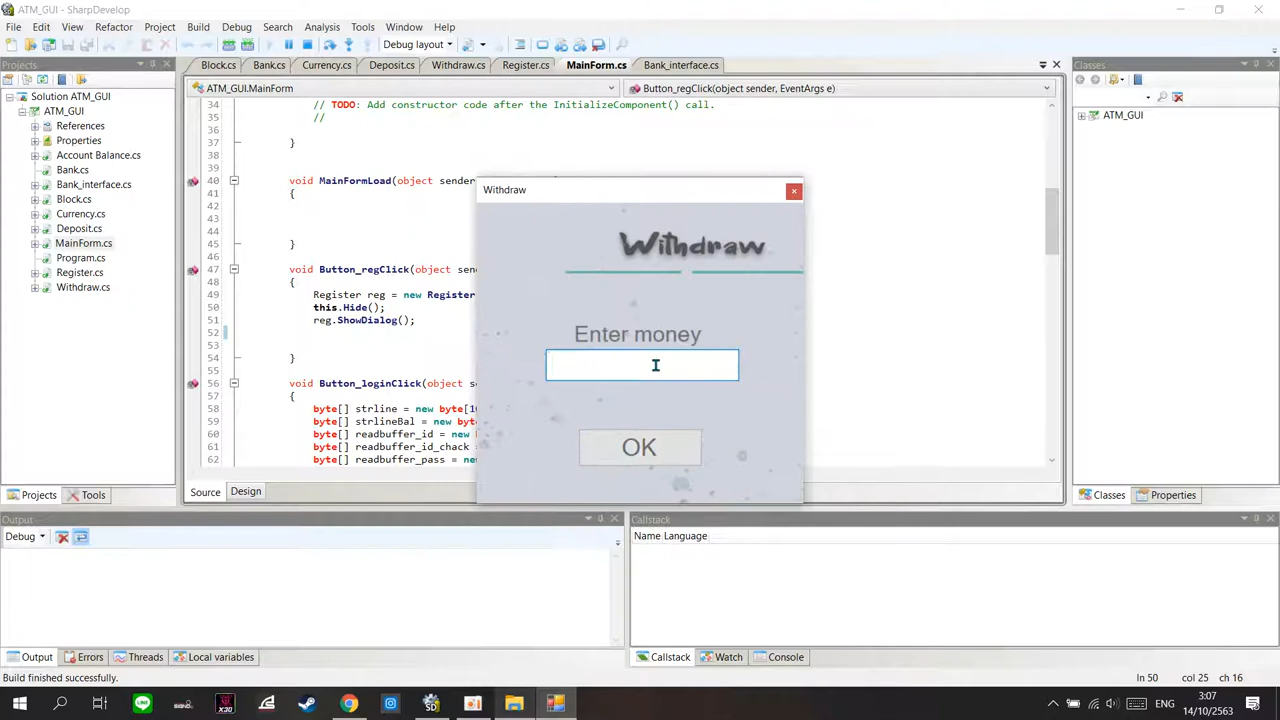 ATM_GUI - SharpDevelop
File Edit View Refactor Project Build Debug Search Analysis Tools Window Help
Debug layout
Projects
Block.cs Bank.cs Currency.cs Deposit.cs Withdraw.cs Register.cs MainForm.cs Bank_interface.cs
Classes
ATM_GUI.MainForm
Button_regClick(object sender, EventArgs e)
Solution ATM_GUI
ATM_GUI
References
Properties
Account Balance.cs
Bank.cs
Bank_interface.cs
Block.cs
Currency.cs
Deposit.cs
MainForm.cs
Program.cs
Register.cs
Withdraw.cs
34 // TODO: Add constructor code after the InitializeComponent() call.
35 //
36
37 }
38
39
40 void MainFormLoad(object sender
41 {
42
43
45 }
46
47 void Button_regClick(object sen
48 {
49 Register reg = new Register
50 this.Hide();
51 reg.ShowDialog();
52
53
54 }
55
56 void Button_loginClick(object s
57 {
58 byte[] strline = new byte[10
59 byte[] strlineBal = new byt
60 byte[] readbuffer_id = new
61 byte[] readbuffer_id_chack =
62 byte[] readbuffer_pass = ne
Withdraw
Withdraw
Enter money
OK
ATM_GUI
Projects Tools
Source Design
Classes Properties
Output
Debug
Callstack
Name Language
Output Errors Threads Local variables
Callstack Watch Console
Build finished successfully.
ln 50 col 25 ch 16
ENG
3:07
14/10/2563